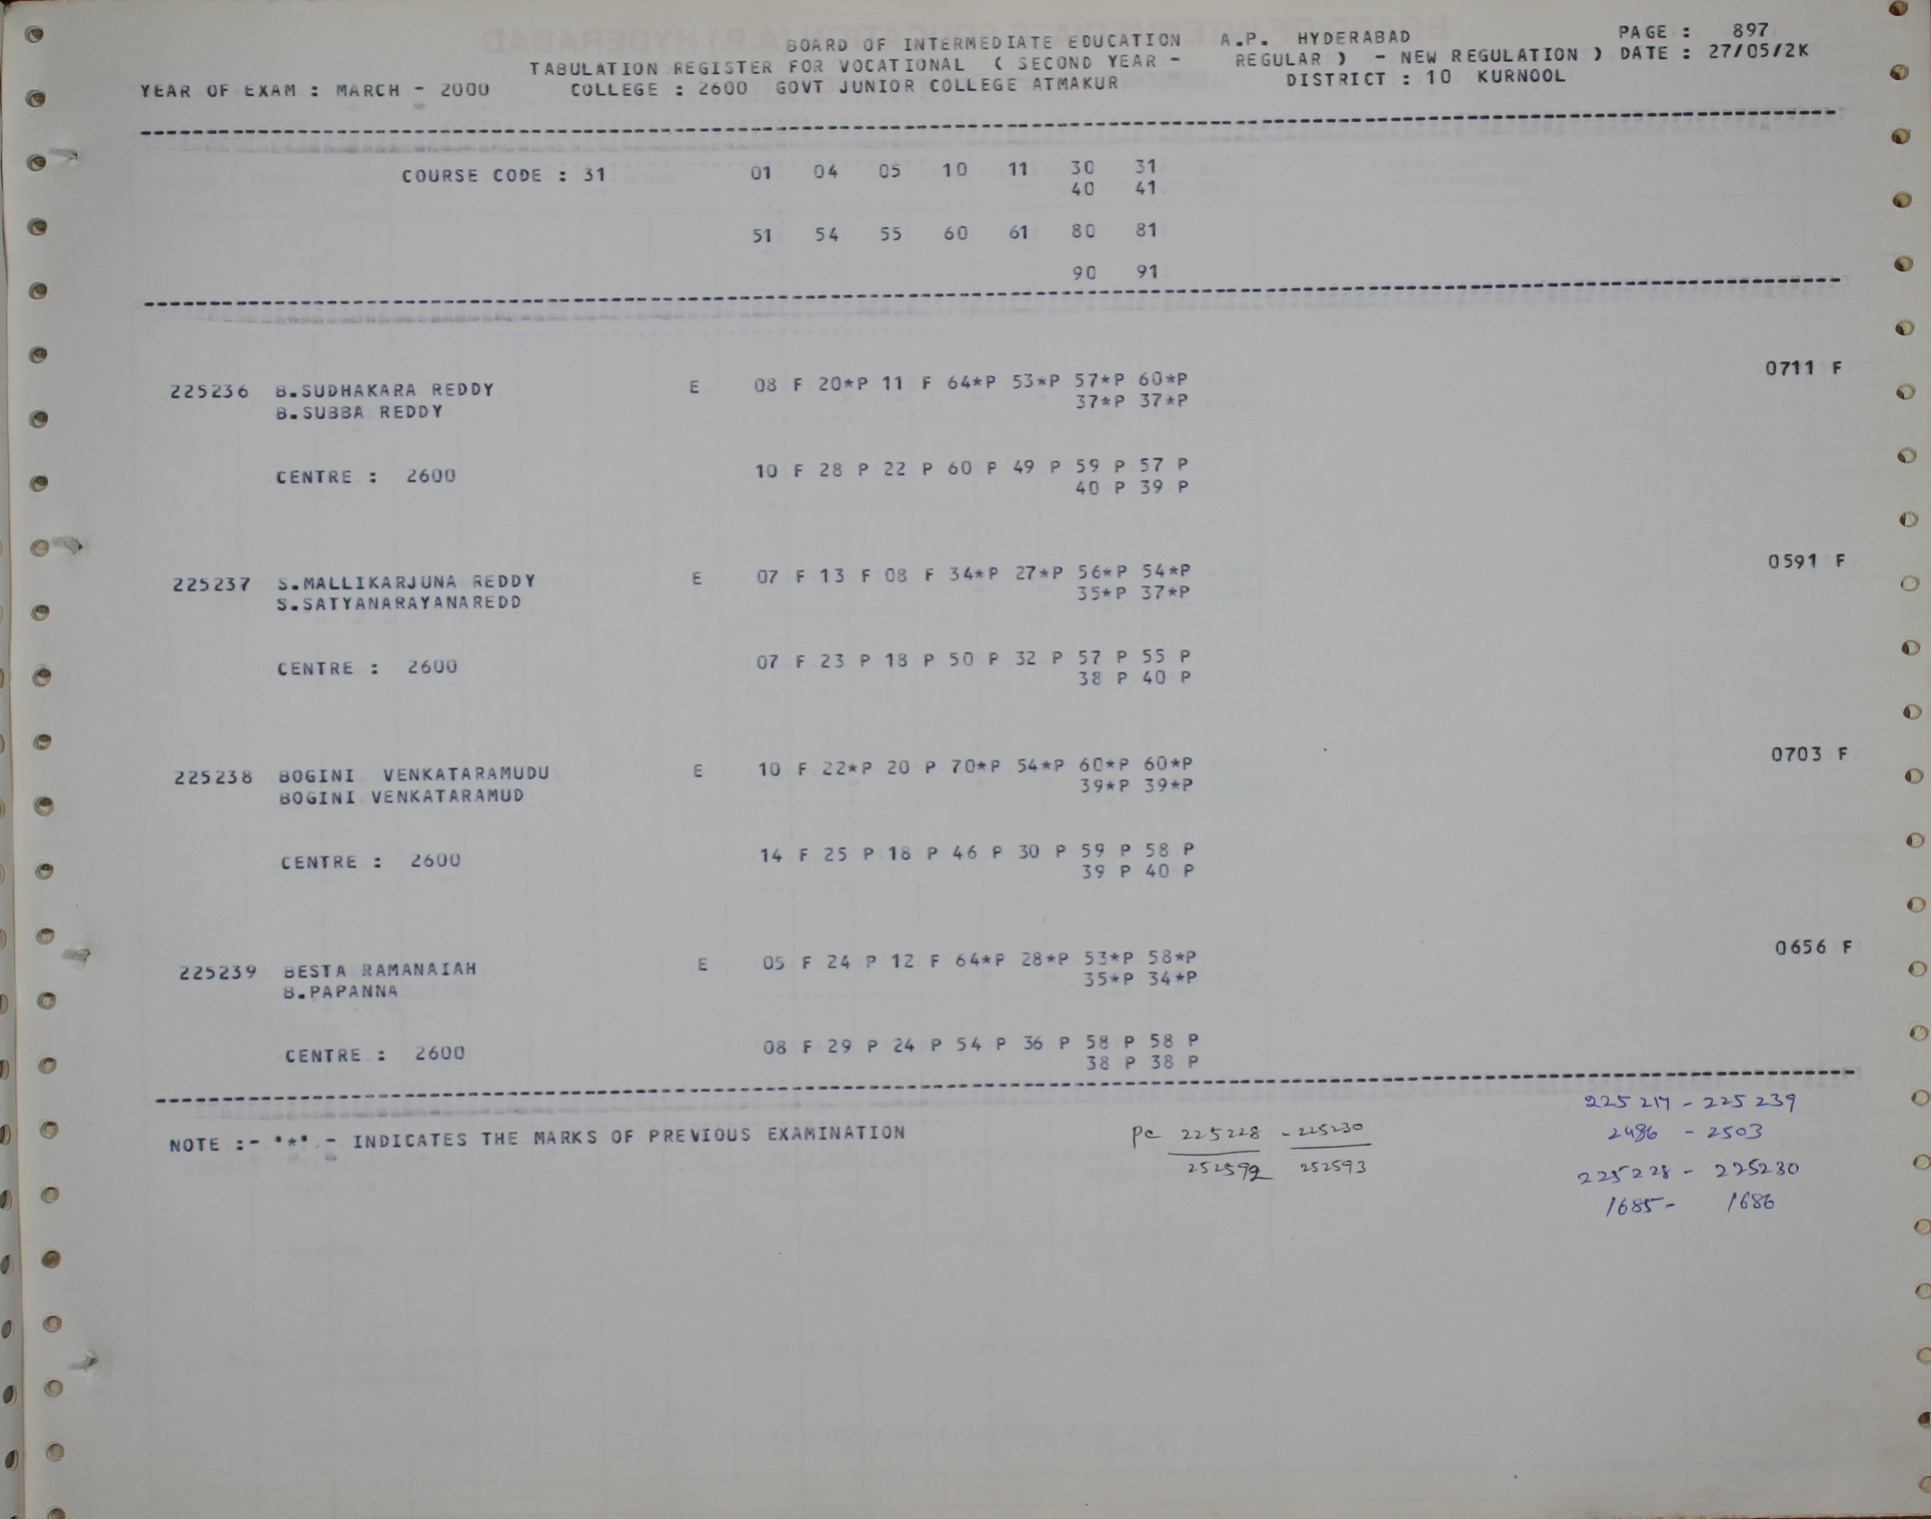 BOARD OF INTERMEDIATE EDUCATION A.P. HYDERABAD PAGE : 897
TABULATION REGISTER FOR VOCATIONAL ( SECOND YEAR - REGULAR ) - NEW REGULATION ) DATE : 27/05/2K
YEAR OF EXAM : MARCH - 2000 COLLEGE : 2600 GOVT JUNIOR COLLEGE ATMAKUR DISTRICT : 10 KURNOOL
COURSE CODE : 31 01 04 05 10 11 30 31
40 41
51 54 55 60 61 80 81
90 91
225236 B.SUDHAKARA REDDY E 08 F 20*P 11 F 64*P 53*P 57*P 60*P 0711 F
B.SUBBA REDDY 37*P 37*P
CENTRE : 2600 10 F 28 P 22 P 60 P 49 P 59 P 57 P
40 P 39 P
225237 S.MALLIKARJUNA REDDY E 07 F 13 F 08 F 34*P 27*P 56*P 54*P 0591 F
S.SATYANARAYANAREDD 35*P 37*P
CENTRE : 2600 07 F 23 P 18 P 50 P 32 P 57 P 55 P
38 P 40 P
225238 BOGINI VENKATARAMUDU E 10 F 22*P 20 P 70*P 54*P 60*P 60*P 0703 F
BOGINI VENKATARAMUD 39*P 39*P
CENTRE : 2600 14 F 25 P 18 P 46 P 30 P 59 P 58 P
39 P 40 P
225239 BESTA RAMANAIAH E 05 F 24 P 12 F 64*P 28*P 53*P 58*P 0656 F
B.PAPANNA 35*P 34*P
CENTRE : 2600 08 F 29 P 24 P 54 P 36 P 58 P 58 P
38 P 38 P
NOTE :- '*' - INDICATES THE MARKS OF PREVIOUS EXAMINATION
Pc 225228 - 225230
252592 252593
225217 - 225239
2486 - 2503
225228 - 225230
1685 - 1686